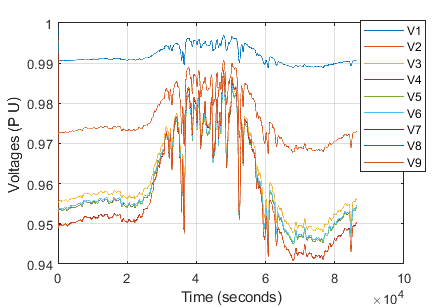 1
0.99
0.98
0.97
0.96
0.95
0.94
Voltages (P U)
0
2
4
6
8
10
×10⁴
Time (seconds)
V1
V2
V3
V4
V5
V6
V7
V8
V9